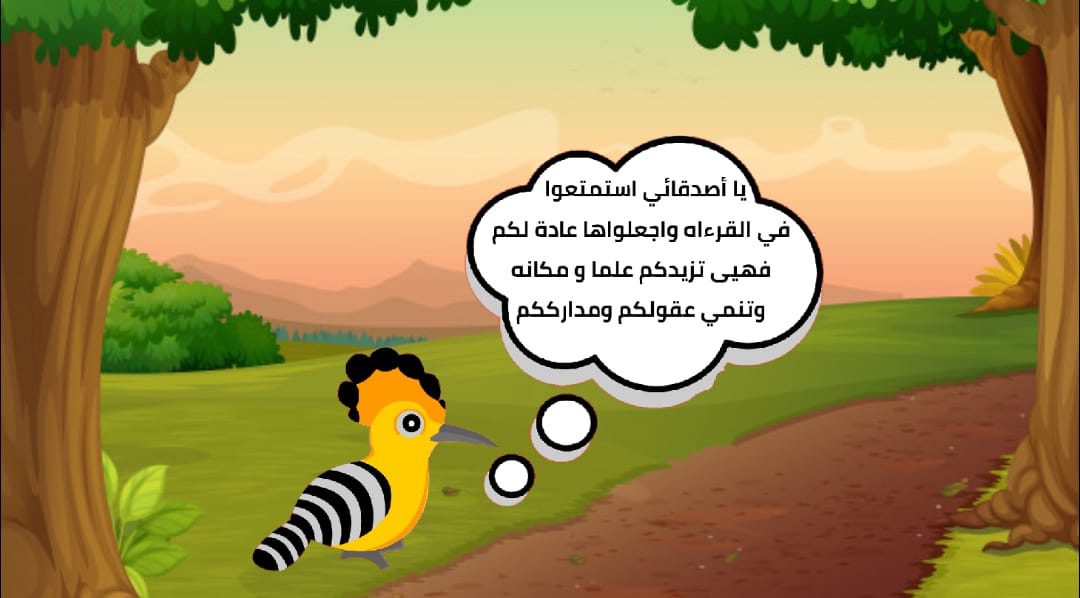 يا أصدقائي استمتعوا
في القرءاه واجعلواها عادة لكم
فهيى تزيدكم علما و مكانه
وتنمي عقولكم ومدارككم